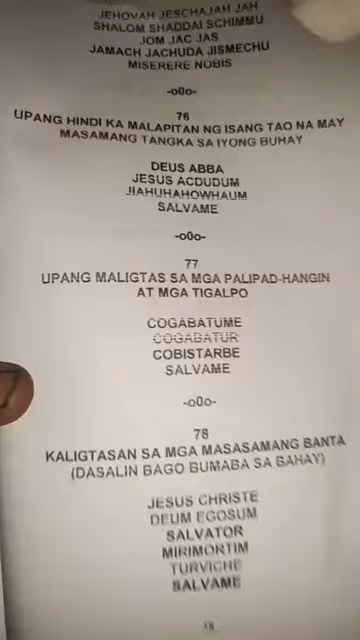 JEHOVAH JESCHAJAH JAH
SHALOM SHADDAI SCHIMMU
JOM JAC JAS
JAMACH JACHUDA JISMECHU
MISERERE NOBIS
-o0o-
76
UPANG HINDI KA MALAPITAN NG ISANG TAO NA MAY
MASAMANG TANGKA SA IYONG BUHAY
DEUS ABBA
JESUS ACDUDUM
JIAHUHAHOWHAUM
SALVAME
-o0o-
77
UPANG MALIGTAS SA MGA PALIPAD-HANGIN
AT MGA TIGALPO
COGABATUME
COGABATUR
COBISTARBE
SALVAME
-o0o-
78
KALIGTASAN SA MGA MASASAMANG BANTA
(DASALIN BAGO BUMABA SA BAHAY)
JESUS CHRISTE
DEUM EGOSUM
SALVATOR
MIRIMORTIM
TURVICHE
SALVAME